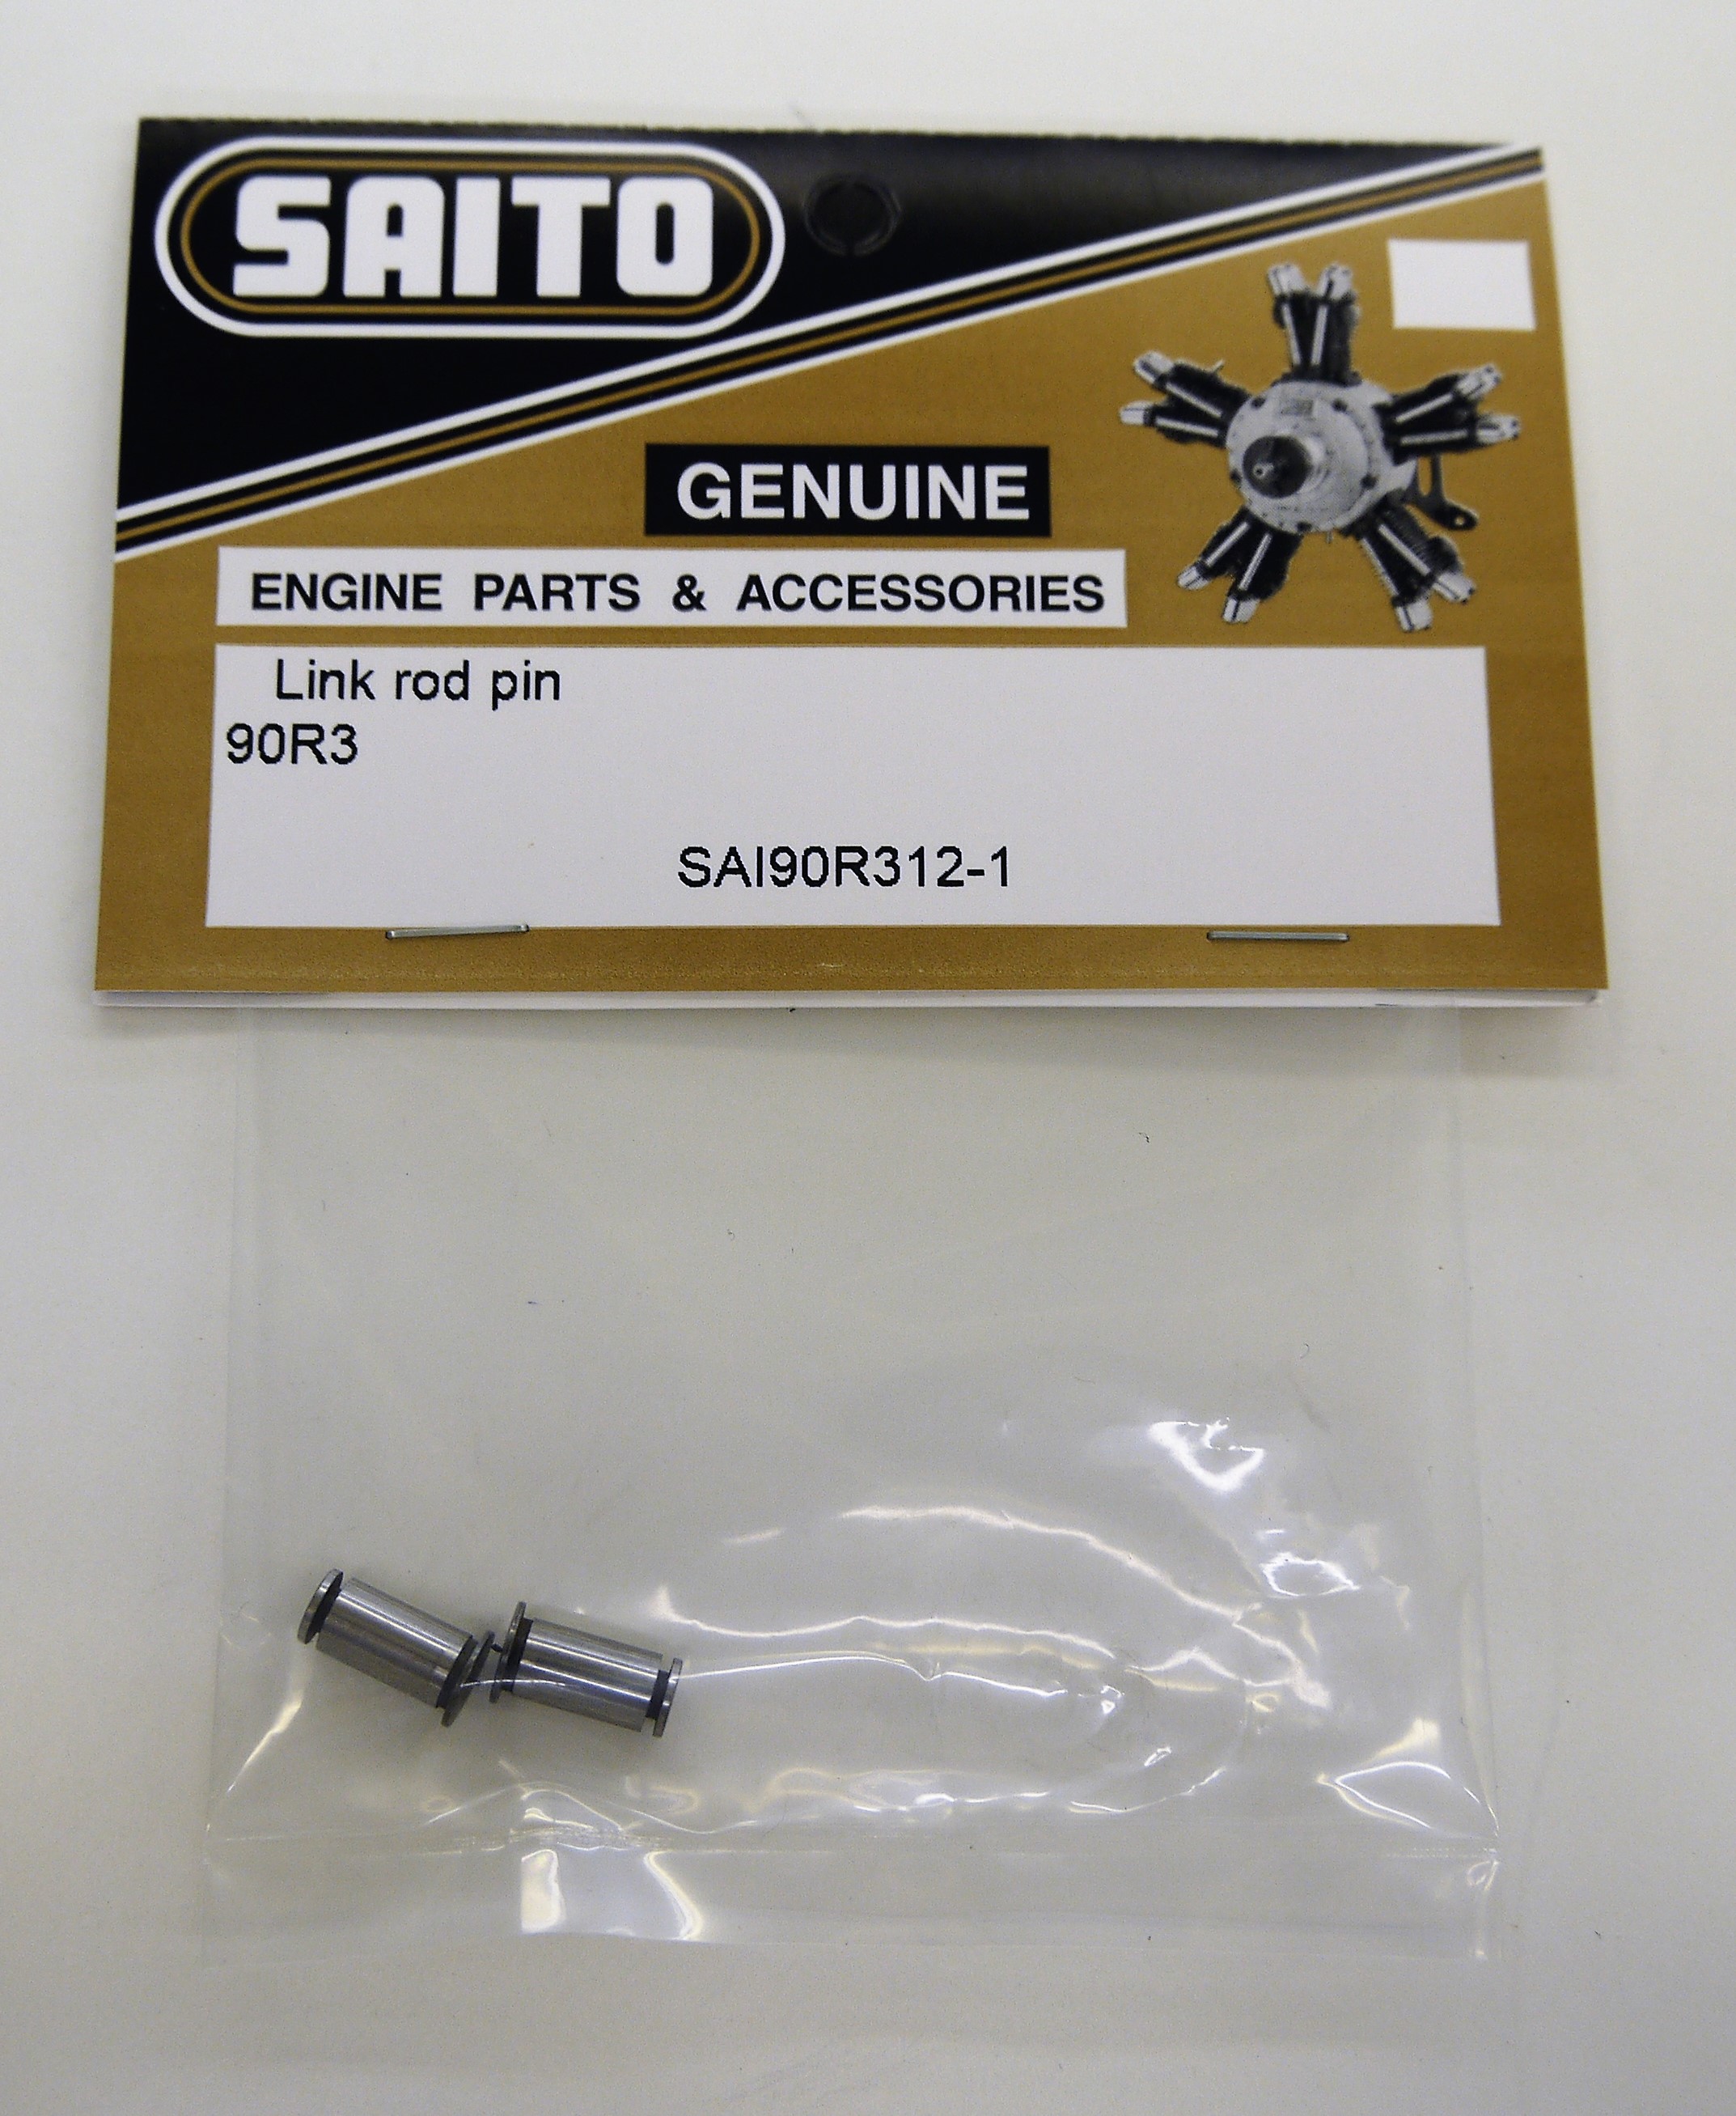 SAITO
GENUINE
ENGINE PARTS & ACCESSORIES
Link rod pin
90R3
SAI90R312-1